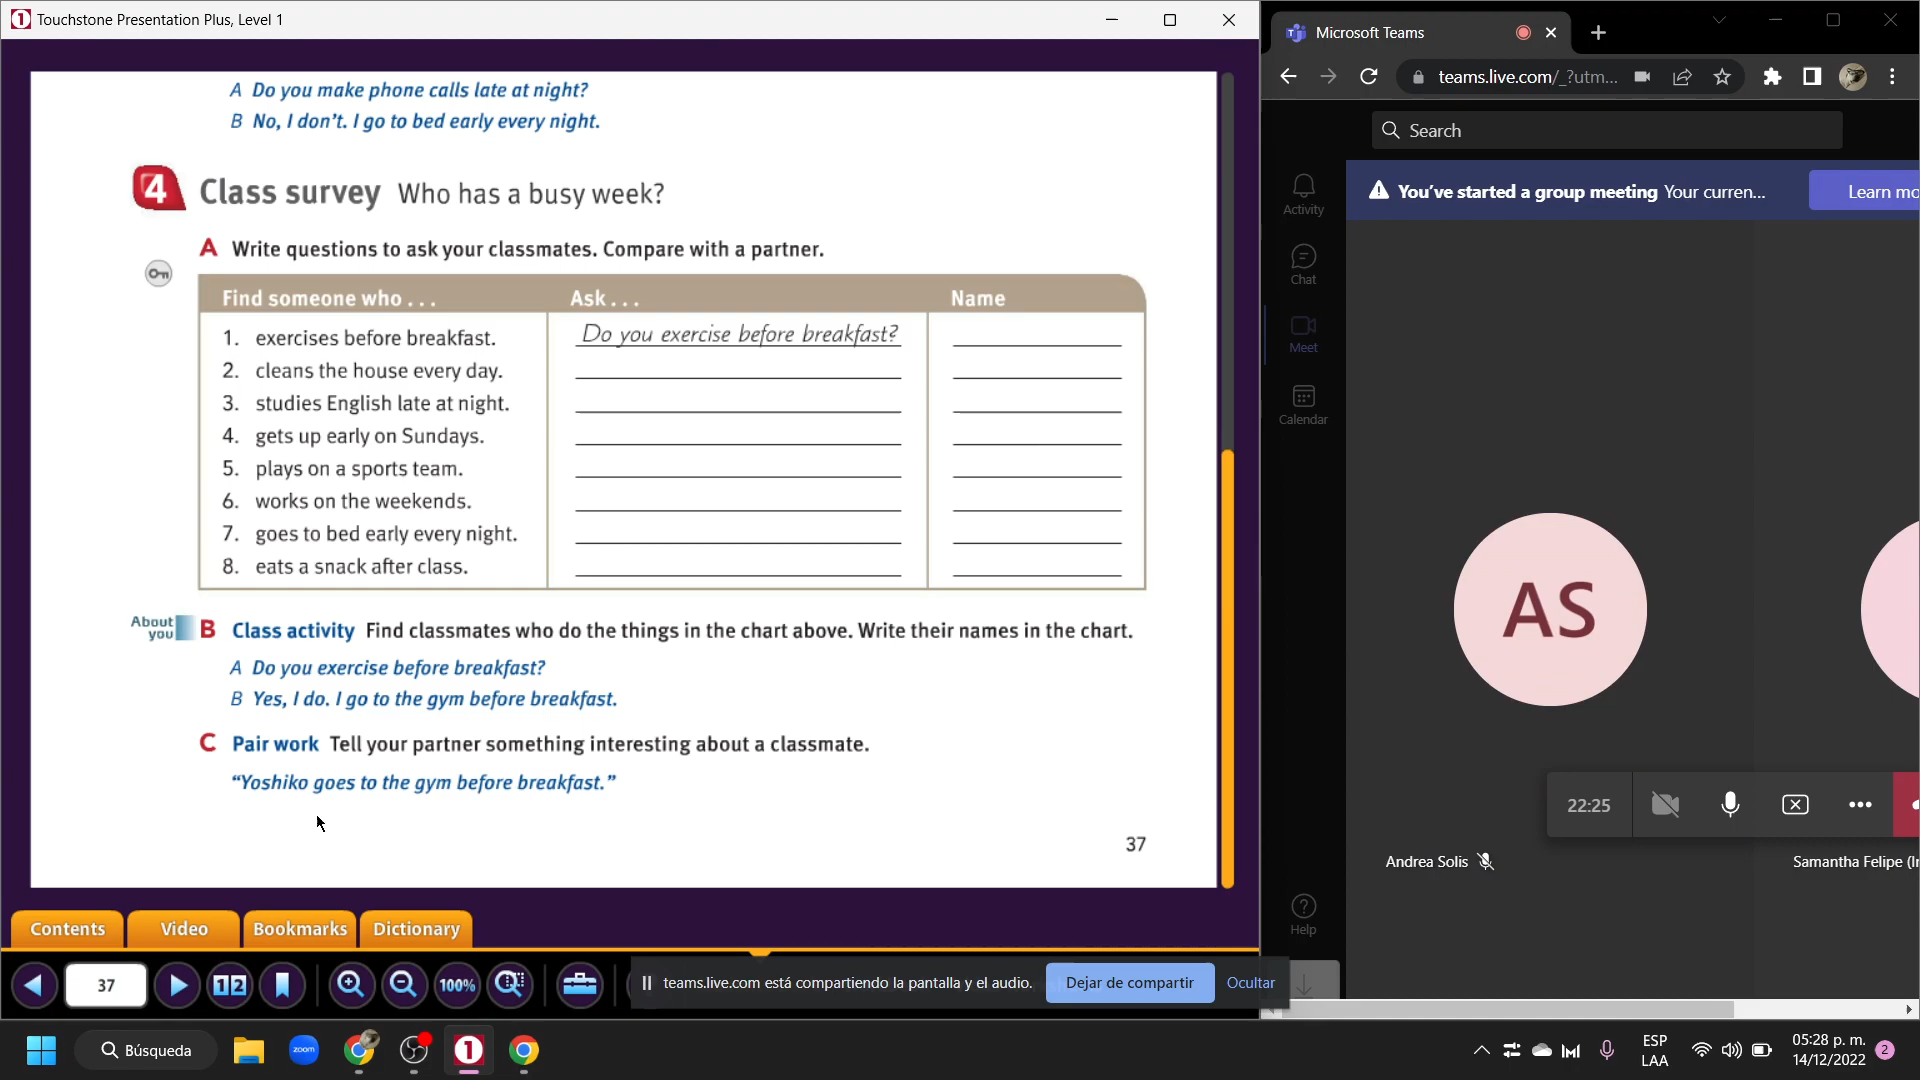 Touchstone Presentation Plus, Level 1
A Do you make phone calls late at night?
B No, I don't. I go to bed early every night.
4 Class survey Who has a busy week?
A Write questions to ask your classmates. Compare with a partner.
Find someone who . . . Ask . . . Name
1. exercises before breakfast. Do you exercise before breakfast?
2. cleans the house every day.
3. studies English late at night.
4. gets up early on Sundays.
5. plays on a sports team.
6. works on the weekends.
7. goes to bed early every night.
8. eats a snack after class.
About you
B Class activity Find classmates who do the things in the chart above. Write their names in the chart.
A Do you exercise before breakfast?
B Yes, I do. I go to the gym before breakfast.
C Pair work Tell your partner something interesting about a classmate.
"Yoshiko goes to the gym before breakfast."
37
Contents Video Bookmarks Dictionary
37 1 2 100%
teams.live.com está compartiendo la pantalla y el audio. Dejar de compartir Ocultar
Microsoft Teams
teams.live.com/_?utm...
Search
You've started a group meeting Your curren... Learn mo
Activity
Chat
Meet
Calendar
Help
AS
22:25
Andrea Solis
Samantha Felipe (I
Búsqueda
zoom
1
ESP
LAA
05:28 p. m.
14/12/2022
2